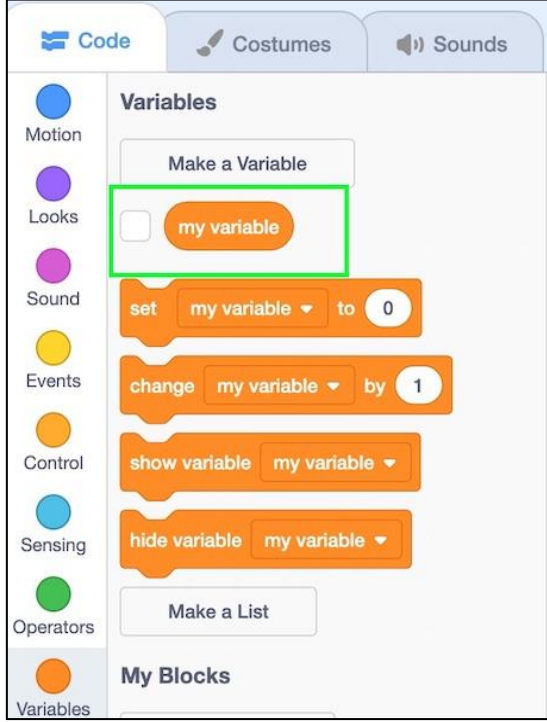 Code
Costumes
Sounds
Motion
Looks
Sound
Events
Control
Sensing
Operators
Variables
Variables
Make a Variable
my variable
set my variable to 0
change my variable by 1
show variable my variable
hide variable my variable
Make a List
My Blocks